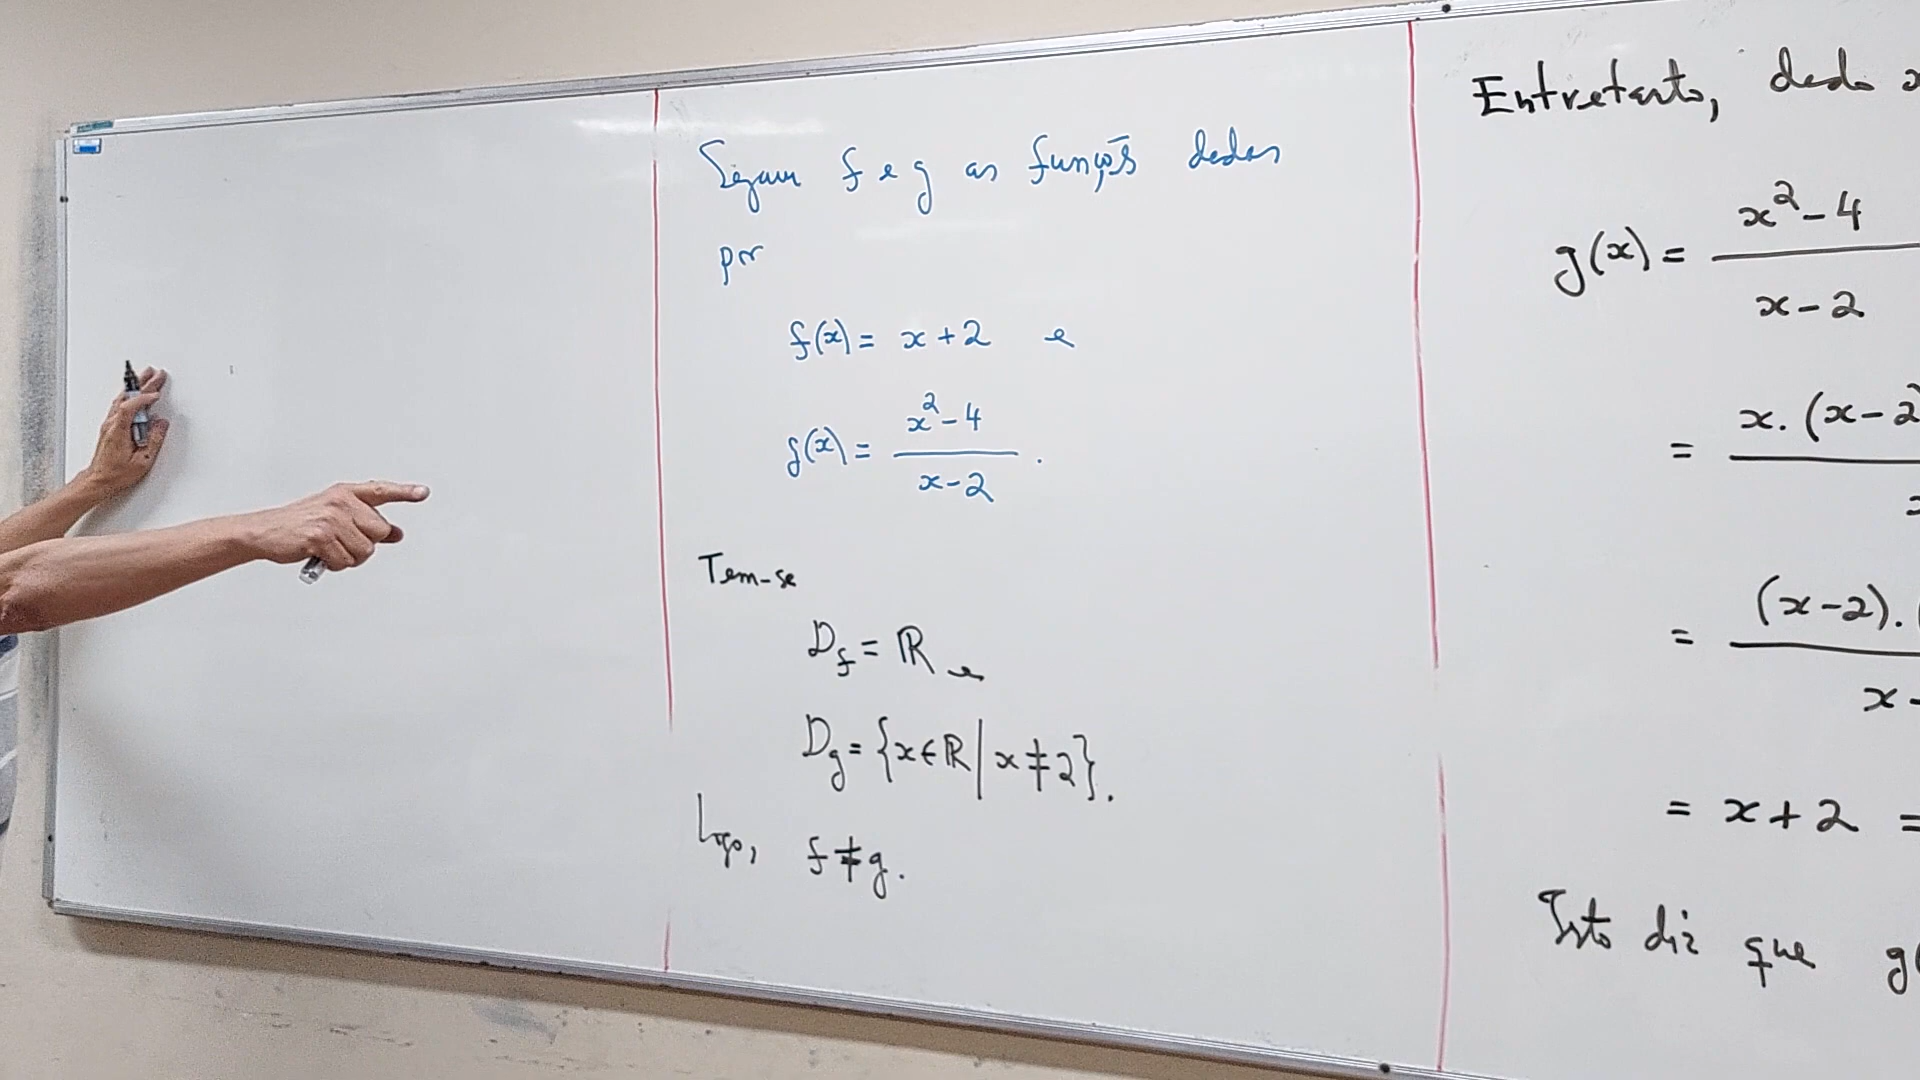 Sejam f e g as funções dadas
por
f(x) = x+2 e
g(x) = x²-4 / x-2 .
Tem-se
D_f = ℝ e
D_g = {x∈ℝ | x≠2}.
Logo, f≠g.
Entretanto, dado x
g(x) = x²-4 / x-2
= x.(x-2
= (x-2). / x-
= x+2 =
Isto diz que g(